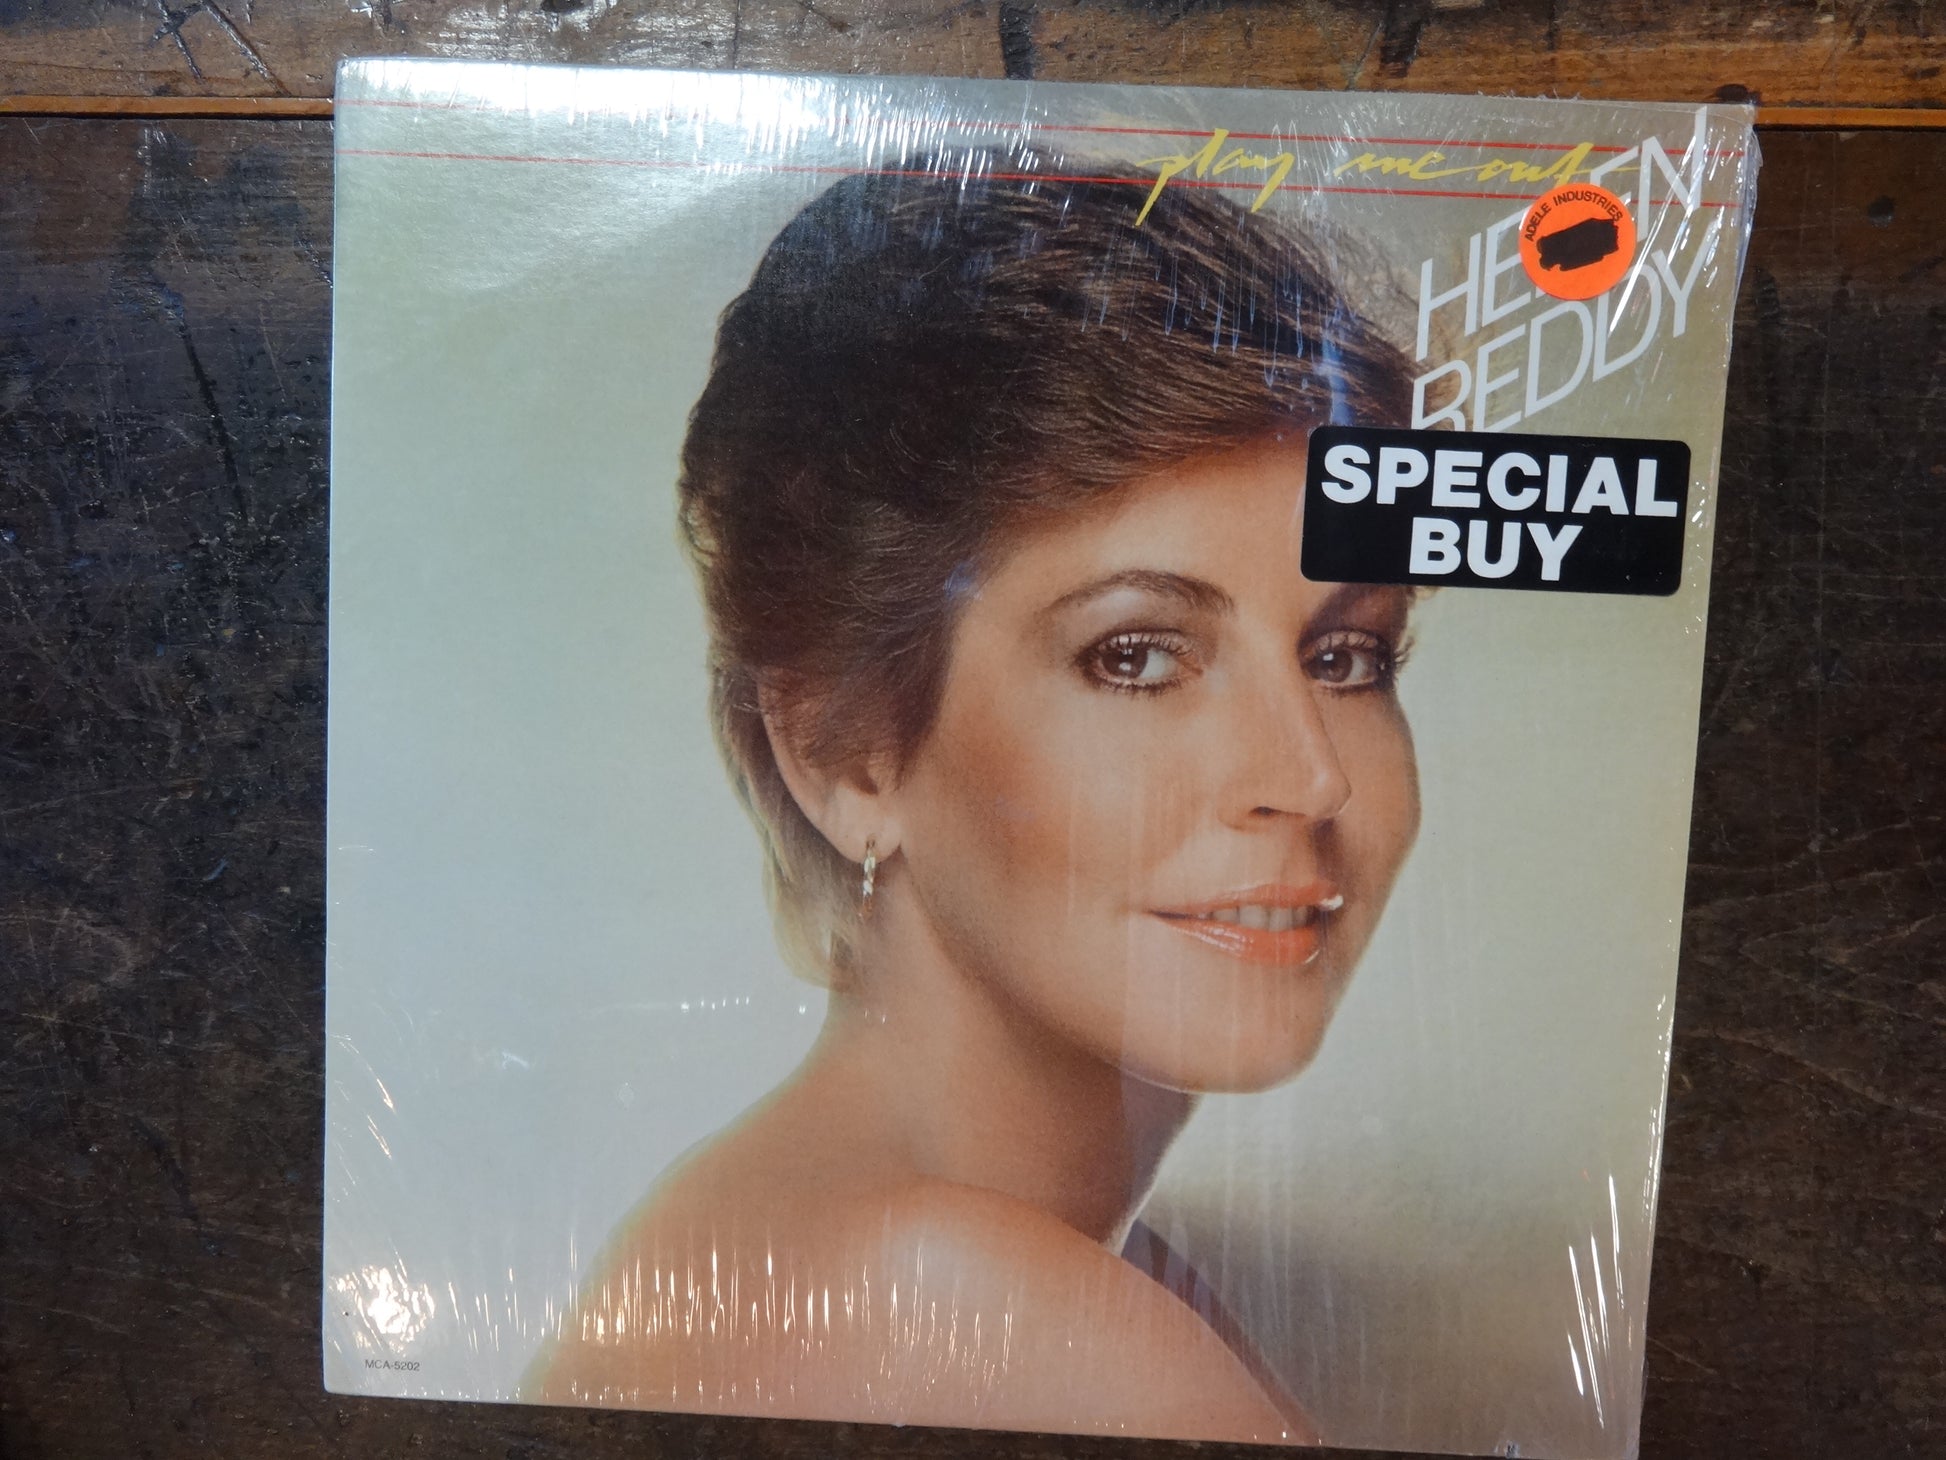 play me out
HELEN
REDDY
ADELE INDUSTRIES
SPECIAL
BUY
MCA-5202